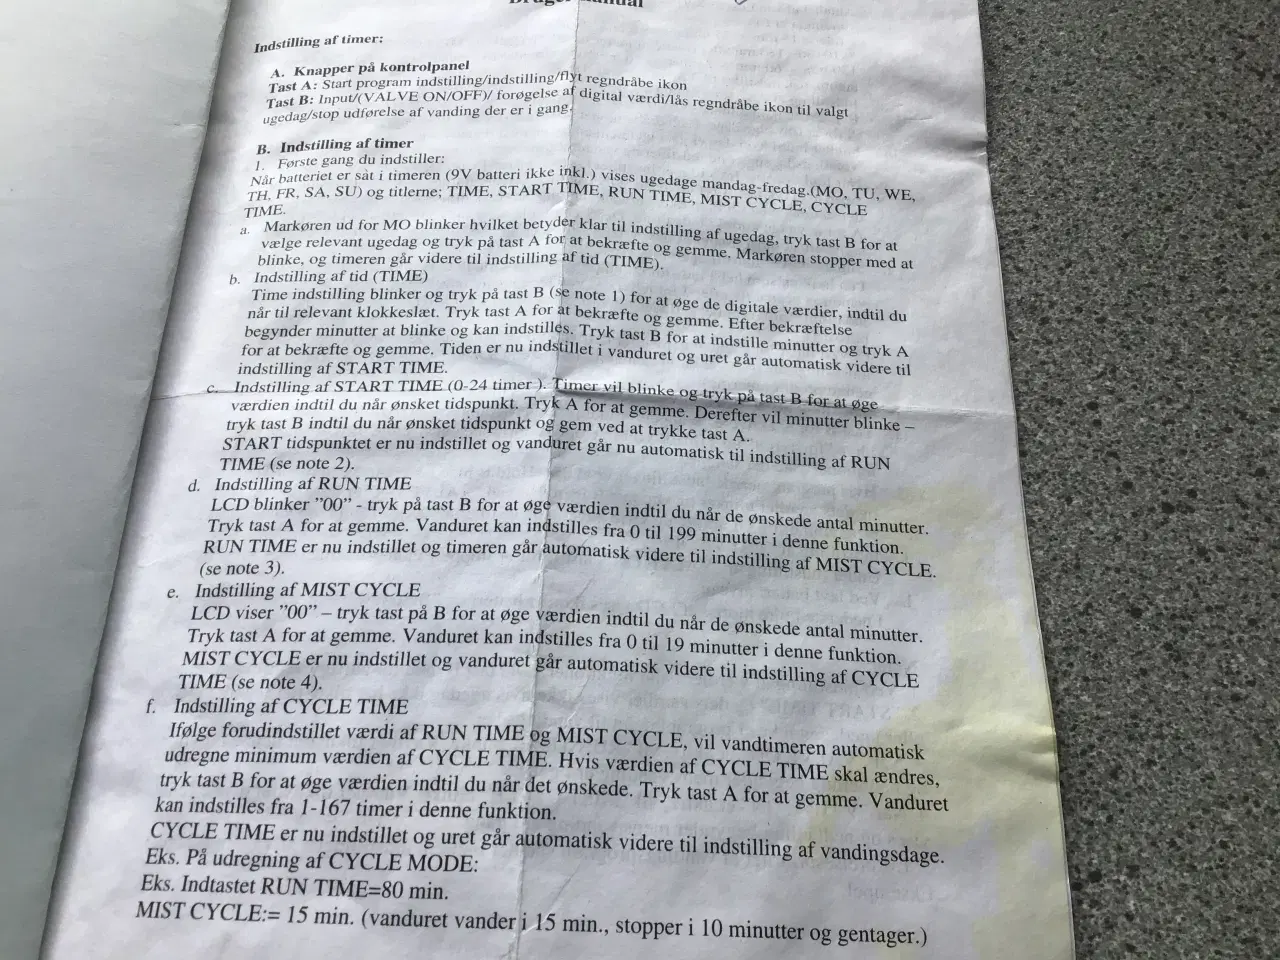 Indstilling af timer:
A. Knapper på kontrolpanel
Tast A: Start program indstilling/indstilling/flyt regndråbe ikon
Tast B: Input/(VALVE ON/OFF)/ forøgelse af digital værdi/lås regndråbe ikon til valgt
ugedag/stop udførelse af vanding der er i gang.
B. Indstilling af timer
1. Første gang du indstiller:
Når batteriet er sat i timeren (9V batteri ikke inkl.) vises ugedage mandag-fredag.(MO, TU, WE,
TH, FR, SA, SU) og titlerne; TIME, START TIME, RUN TIME, MIST CYCLE, CYCLE
TIME.
a. Markøren ud for MO blinker hvilket betyder klar til indstilling af ugedag, tryk tast B for at
vælge relevant ugedag og tryk på tast A for at bekræfte og gemme. Markøren stopper med at
blinke, og timeren går videre til indstilling af tid (TIME).
b. Indstilling af tid (TIME)
Time indstilling blinker og tryk på tast B (se note 1) for at øge de digitale værdier, indtil du
når til relevant klokkeslæt. Tryk tast A for at bekræfte og gemme. Efter bekræftelse
begynder minutter at blinke og kan indstilles. Tryk tast B for at indstille minutter og tryk A
for at bekræfte og gemme. Tiden er nu indstillet i vanduret og uret går automatisk videre til
indstilling af START TIME.
c. Indstilling af START TIME (0-24 timer ). Timer vil blinke og tryk på tast B for at øge
værdien indtil du når ønsket tidspunkt. Tryk A for at gemme. Derefter vil minutter blinke –
tryk tast B indtil du når ønsket tidspunkt og gem ved at trykke tast A.
START tidspunktet er nu indstillet og vanduret går nu automatisk til indstilling af RUN
TIME (se note 2).
d. Indstilling af RUN TIME
LCD blinker ”00” - tryk på tast B for at øge værdien indtil du når de ønskede antal minutter.
Tryk tast A for at gemme. Vanduret kan indstilles fra 0 til 199 minutter i denne funktion.
RUN TIME er nu indstillet og timeren går automatisk videre til indstilling af MIST CYCLE.
(se note 3).
e. Indstilling af MIST CYCLE
LCD viser ”00” – tryk tast på B for at øge værdien indtil du når de ønskede antal minutter.
Tryk tast A for at gemme. Vanduret kan indstilles fra 0 til 19 minutter i denne funktion.
MIST CYCLE er nu indstillet og vanduret går automatisk videre til indstilling af CYCLE
TIME (se note 4).
f. Indstilling af CYCLE TIME
Ifølge forudindstillet værdi af RUN TIME og MIST CYCLE, vil vandtimeren automatisk
udregne minimum værdien af CYCLE TIME. Hvis værdien af CYCLE TIME skal ændres,
tryk tast B for at øge værdien indtil du når det ønskede. Tryk tast A for at gemme. Vanduret
kan indstilles fra 1-167 timer i denne funktion.
CYCLE TIME er nu indstillet og uret går automatisk videre til indstilling af vandingsdage.
Eks. På udregning af CYCLE MODE:
Eks. Indtastet RUN TIME=80 min.
MIST CYCLE:= 15 min. (vanduret vander i 15 min., stopper i 10 minutter og gentager.)